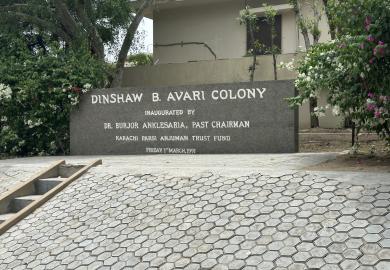 DINSHAW B. AVARI COLONY
INAUGURATED BY
DR. BURJOR ANKLESARIA, PAST CHAIRMAN
KARACHI PARSI ANJUMAN TRUST FUND
FRIDAY 1ST MARCH, 1991